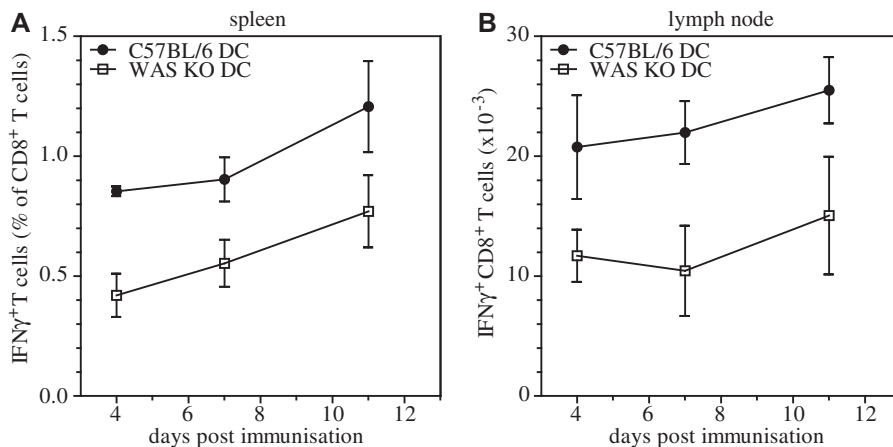 A
spleen
C57BL/6 DC
WAS KO DC
IFNγ⁺T cells (% of CD8⁺ T cells)
1.5
1.0
0.5
0.0
4 6 8 10 12
days post immunisation
B
lymph node
C57BL/6 DC
WAS KO DC
IFNγ⁺ CD8⁺ T cells (x10⁻³)
30
20
10
0
4 6 8 10 12
days post immunisation